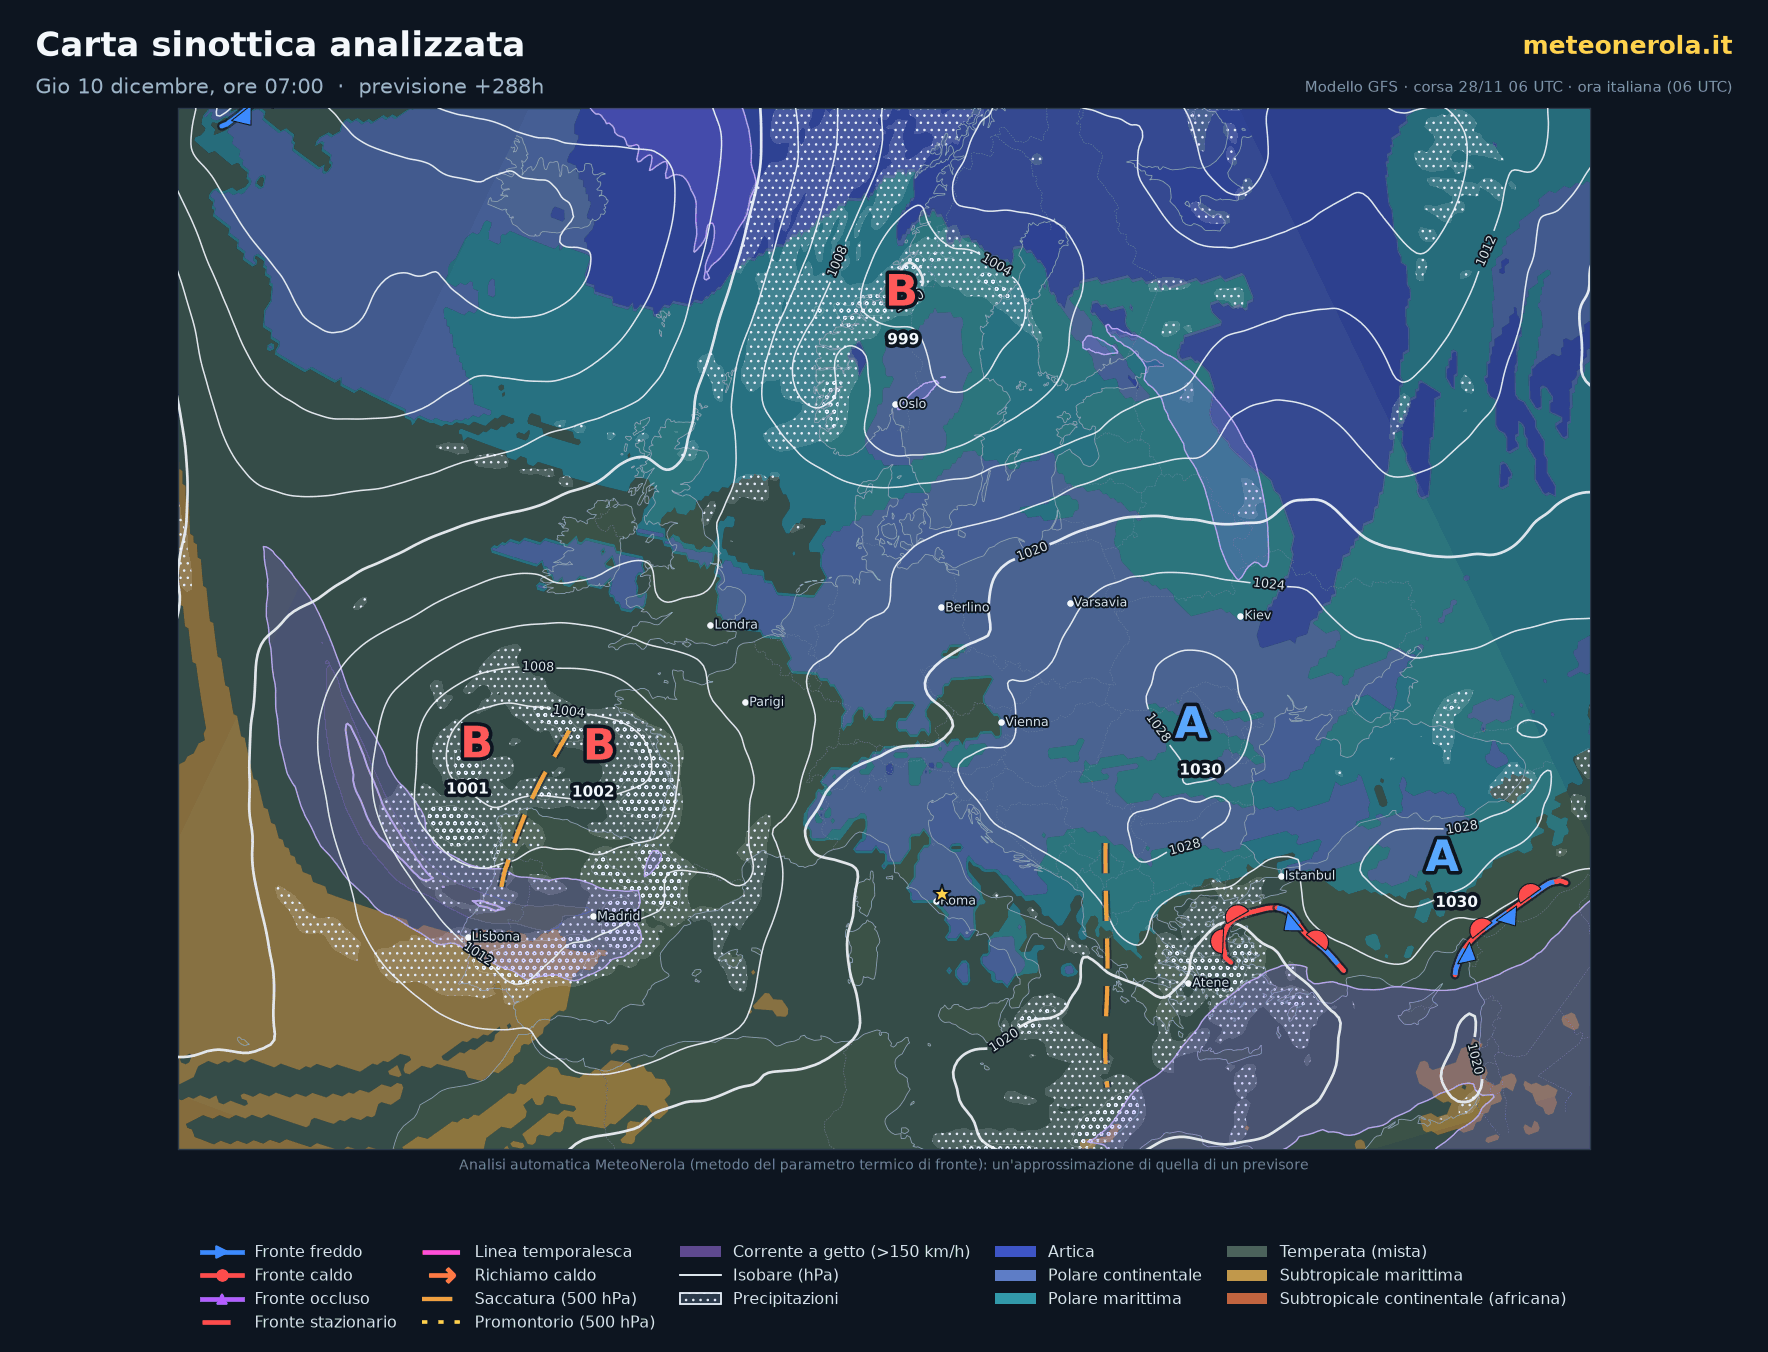 Carta sinottica analizzata
meteonerola.it
Gio 10 dicembre, ore 07:00 · previsione +288h
Modello GFS · corsa 28/11 06 UTC · ora italiana (06 UTC)
1008
1004
1012
B
999
Oslo
1020
1024
Berlino
Varsavia
Kiev
Londra
1008
Parigi
1004
Vienna
1028
A
1030
B
B
1001
1002
1028
1028
A
1030
Istanbul
Roma
Madrid
Lisbona
1012
Atene
1020
1020
Analisi automatica MeteoNerola (metodo del parametro termico di fronte): un'approssimazione di quella di un previsore
Fronte freddo
Fronte caldo
Fronte occluso
Fronte stazionario
Linea temporalesca
Richiamo caldo
Saccatura (500 hPa)
Promontorio (500 hPa)
Corrente a getto (>150 km/h)
Isobare (hPa)
Precipitazioni
Artica
Polare continentale
Polare marittima
Temperata (mista)
Subtropicale marittima
Subtropicale continentale (africana)